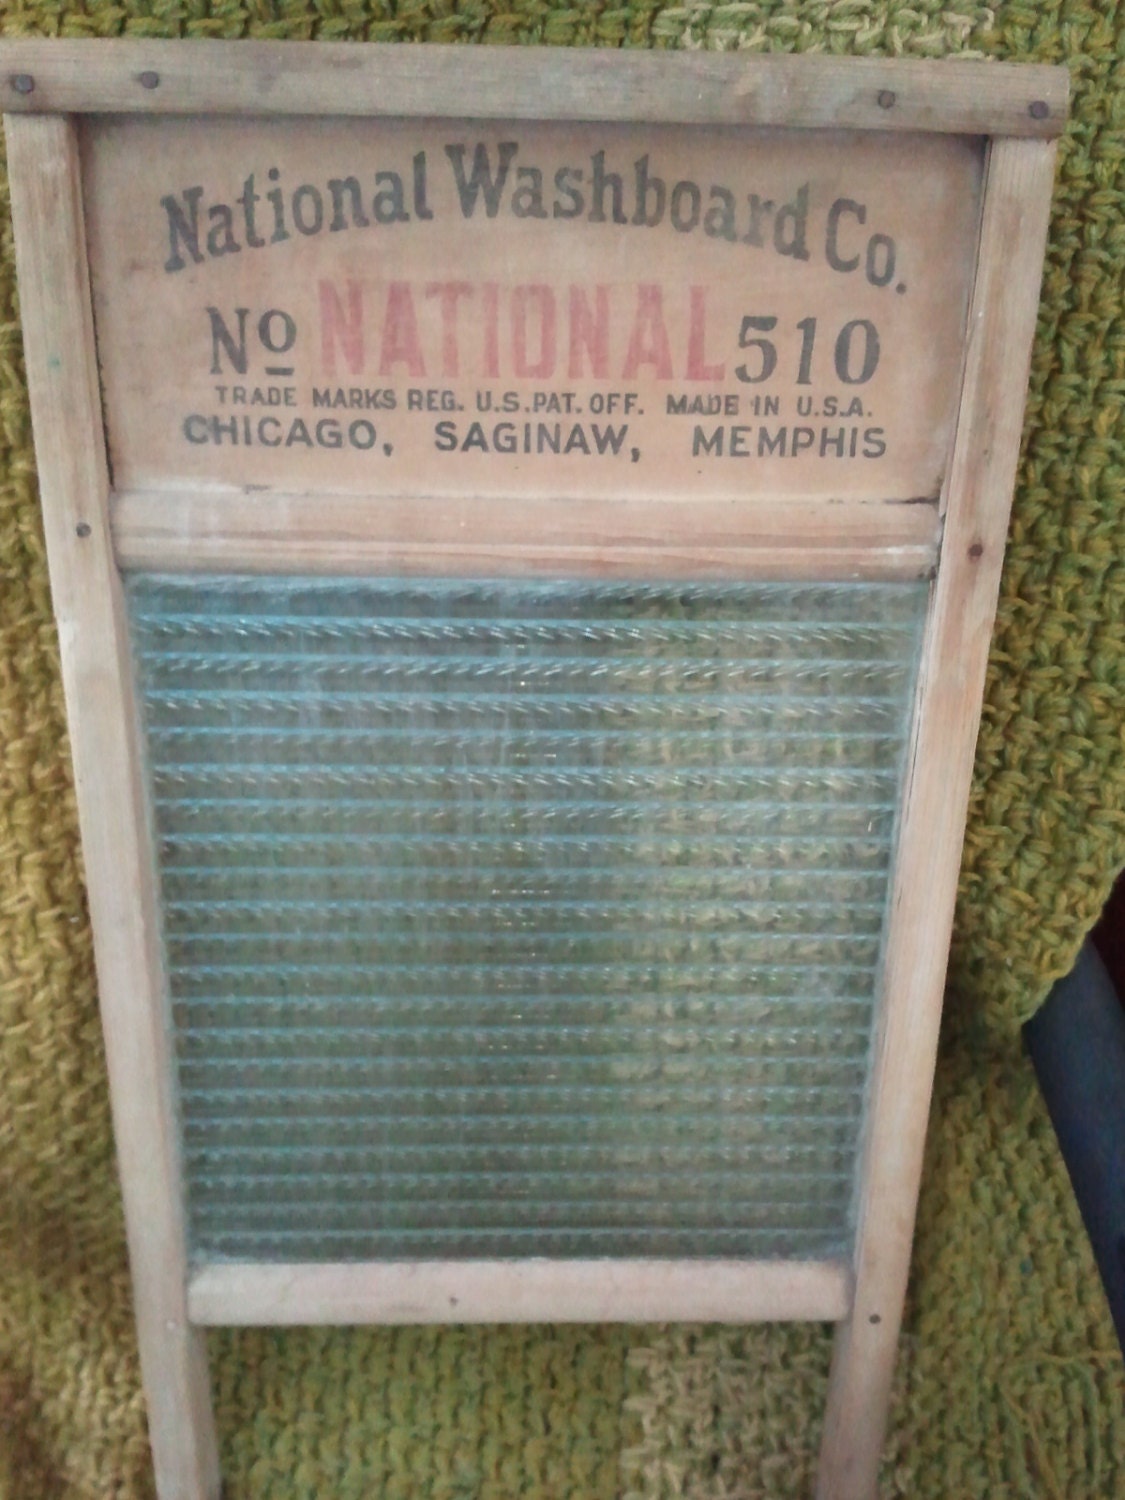 National Washboard Co.
No NATIONAL 510
TRADE MARKS REG. U.S. PAT. OFF. MADE IN U.S.A.
CHICAGO, SAGINAW, MEMPHIS